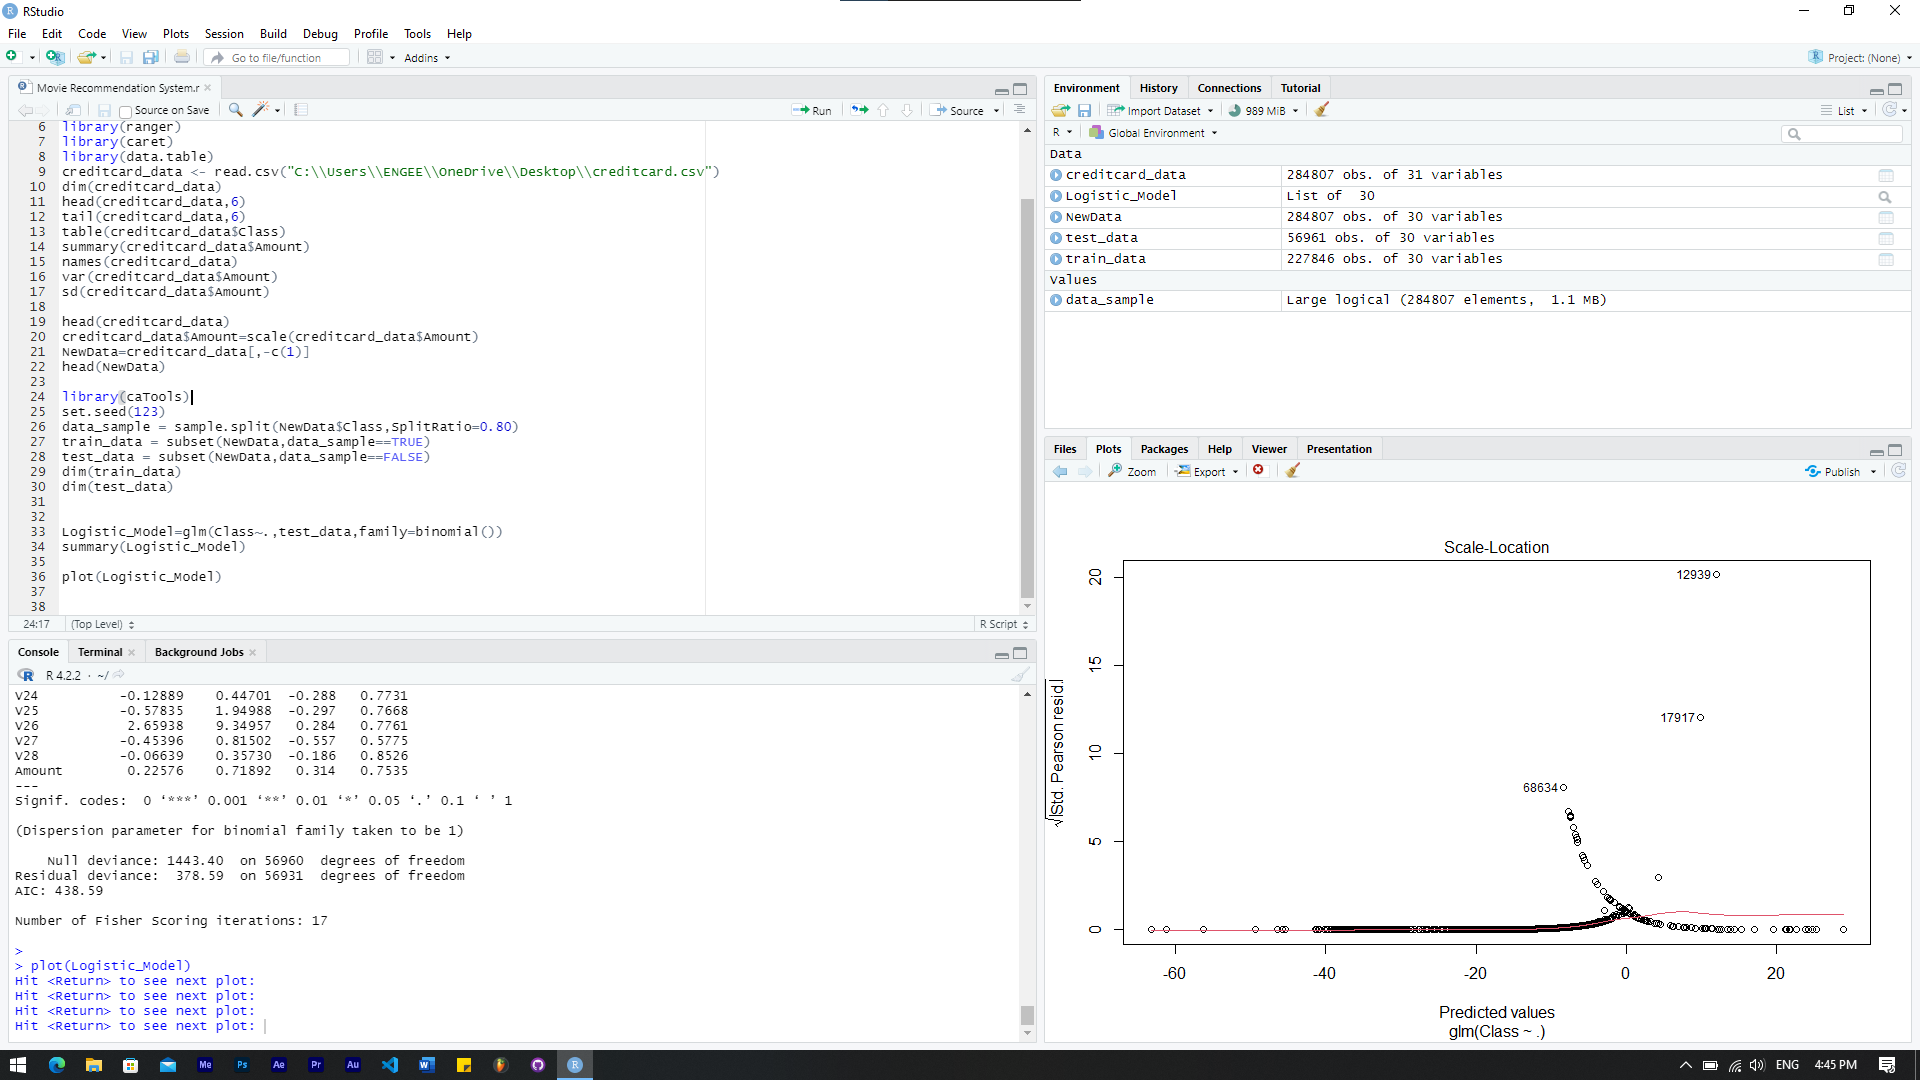 RStudio
File Edit Code View Plots Session Build Debug Profile Tools Help
Go to file/function Addins Project: (None)
Movie Recommendation System.r
Source on Save Run Source
6 library(ranger)
7 library(caret)
8 library(data.table)
9 creditcard_data <- read.csv("C:\\Users\\ENGEE\\OneDrive\\Desktop\\creditcard.csv")
10 dim(creditcard_data)
11 head(creditcard_data,6)
12 tail(creditcard_data,6)
13 table(creditcard_data$Class)
14 summary(creditcard_data$Amount)
15 names(creditcard_data)
16 var(creditcard_data$Amount)
17 sd(creditcard_data$Amount)
18
19 head(creditcard_data)
20 creditcard_data$Amount=scale(creditcard_data$Amount)
21 NewData=creditcard_data[,-c(1)]
22 head(NewData)
23
24 library(caTools)
25 set.seed(123)
26 data_sample = sample.split(NewData$Class,SplitRatio=0.80)
27 train_data = subset(NewData,data_sample==TRUE)
28 test_data = subset(NewData,data_sample==FALSE)
29 dim(train_data)
30 dim(test_data)
31
32
33 Logistic_Model=glm(Class~.,test_data,family=binomial())
34 summary(Logistic_Model)
35
36 plot(Logistic_Model)
37
38
24:17 (Top Level) R Script
Console Terminal Background Jobs
R 4.2.2 · ~/
V24 -0.12889 0.44701 -0.288 0.7731
V25 -0.57835 1.94988 -0.297 0.7668
V26 2.65938 9.34957 0.284 0.7761
V27 -0.45396 0.81502 -0.557 0.5775
V28 -0.06639 0.35730 -0.186 0.8526
Amount 0.22576 0.71892 0.314 0.7535
---
Signif. codes: 0 ‘***’ 0.001 ‘**’ 0.01 ‘*’ 0.05 ‘.’ 0.1 ‘ ’ 1
(Dispersion parameter for binomial family taken to be 1)
Null deviance: 1443.40 on 56960 degrees of freedom
Residual deviance: 378.59 on 56931 degrees of freedom
AIC: 438.59
Number of Fisher Scoring iterations: 17
>
> plot(Logistic_Model)
Hit <Return> to see next plot:
Hit <Return> to see next plot:
Hit <Return> to see next plot:
Hit <Return> to see next plot:
Environment History Connections Tutorial
Import Dataset 989 MiB List
R Global Environment
Data
creditcard_data 284807 obs. of 31 variables
Logistic_Model List of 30
NewData 284807 obs. of 30 variables
test_data 56961 obs. of 30 variables
train_data 227846 obs. of 30 variables
Values
data_sample Large logical (284807 elements, 1.1 MB)
Files Plots Packages Help Viewer Presentation
Zoom Export Publish
Scale-Location
√|Std. Pearson resid.|
20
15
10
5
0
12939
17917
68634
-60 -40 -20 0 20
Predicted values
glm(Class ~ .)
Me Ps Ae Pr Au W R
ENG 4:45 PM